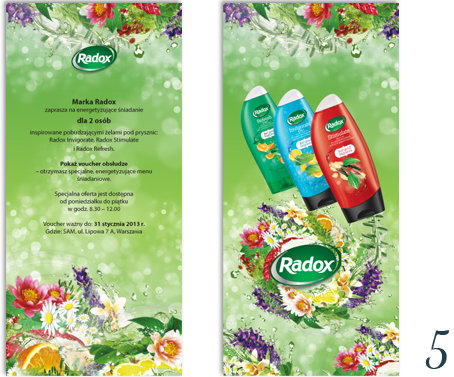 Radox
Marka Radox
zaprasza na energetyzujące śniadanie
dla 2 osób
inspirowane pobudzającymi żelami pod prysznic:
Radox Invigorate, Radox Stimulate
i Radox Refresh.
Pokaż voucher obsłudze
– otrzymasz specjalne, energetyzujące menu
śniadaniowe.
Specjalna oferta jest dostępna
od poniedziałku do piątku
w godz. 8.30 – 12.00
Voucher ważny do: 31 stycznia 2013 r.
Gdzie: SAM, ul. Lipowa 7 A, Warszawa
Radox
Refresh
Radox
Invigorate
Radox
Stimulate
Radox
5